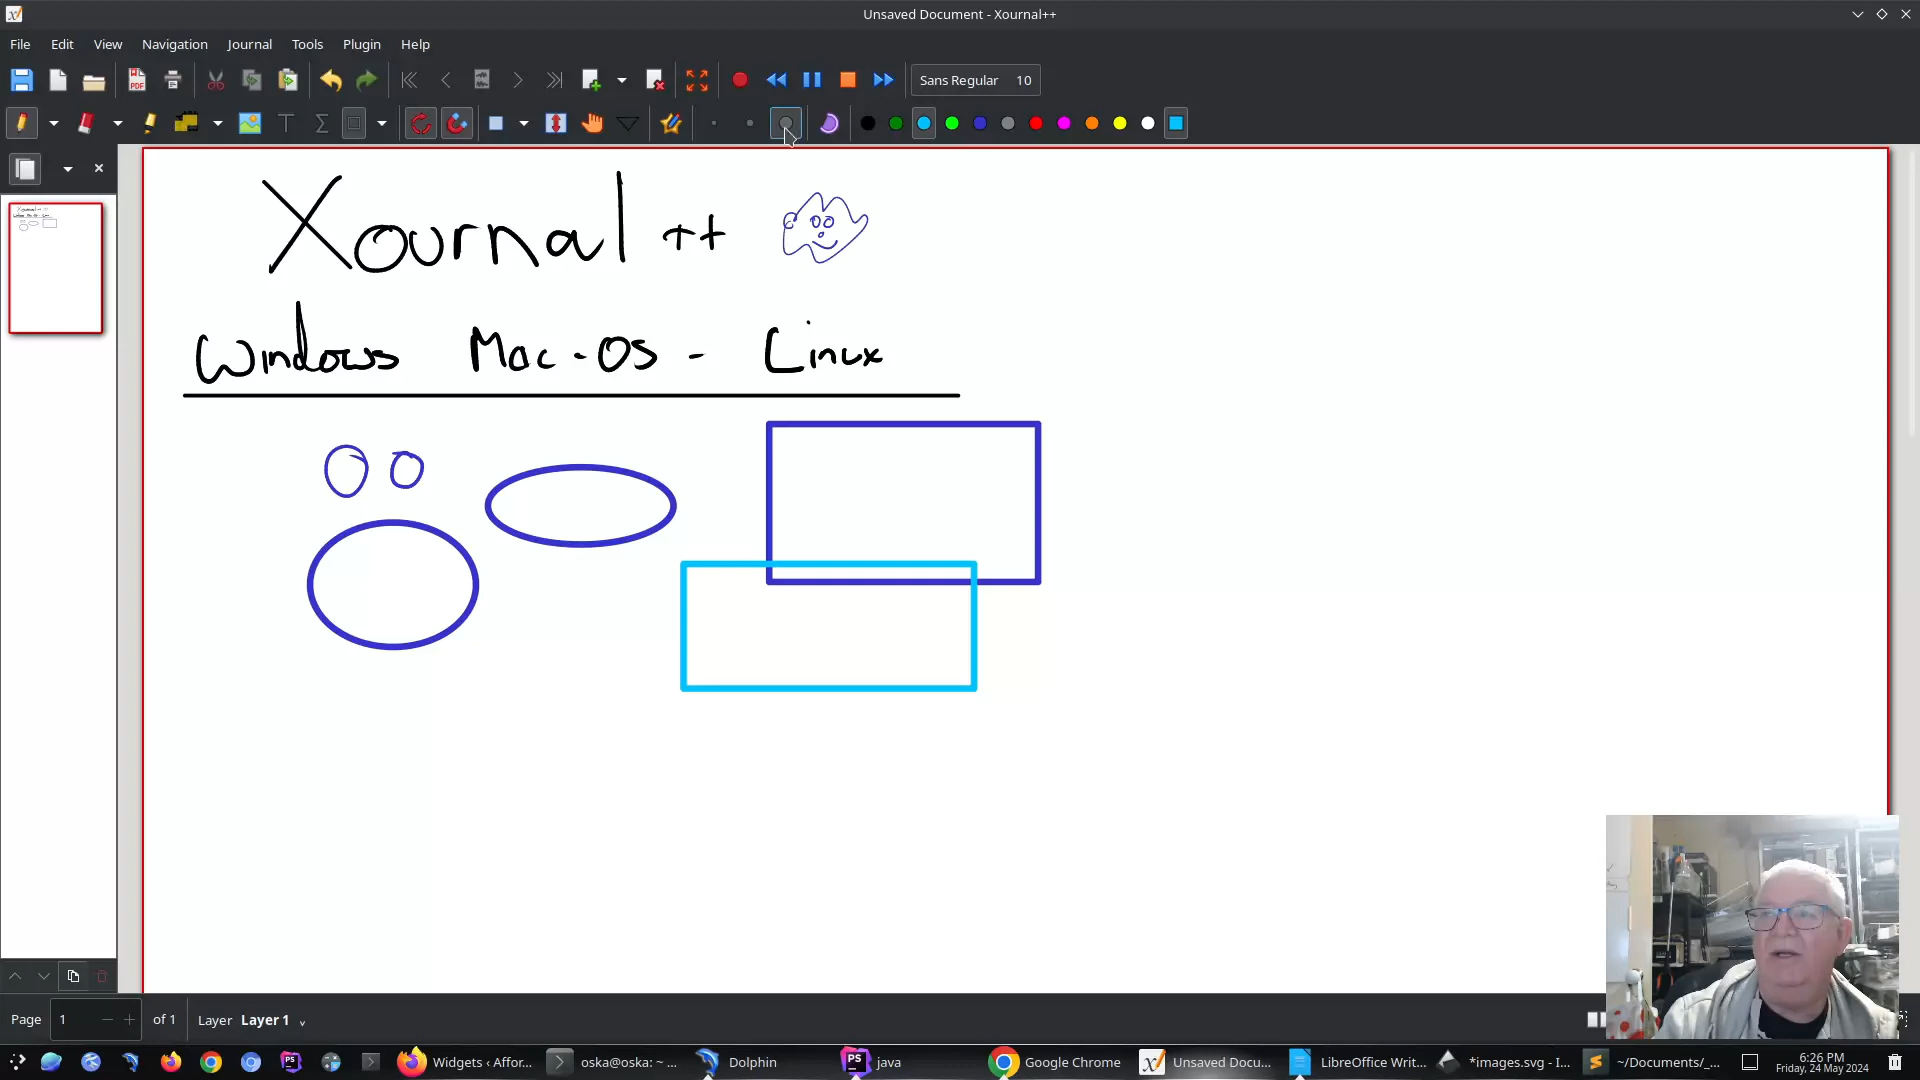 Unsaved Document - Xournal++
File Edit View Navigation Journal Tools Plugin Help
PDF Sans Regular 10
Xournal ++
Windows Mac-OS - Linux
Page 1 of 1 Layer Layer 1
Widgets ‹ Affor... oska@oska: ~ ... Dolphin java Google Chrome Unsaved Docu... LibreOffice Writ... *images.svg - I... ~/Documents/_... 6:26 PM
Friday, 24 May 2024